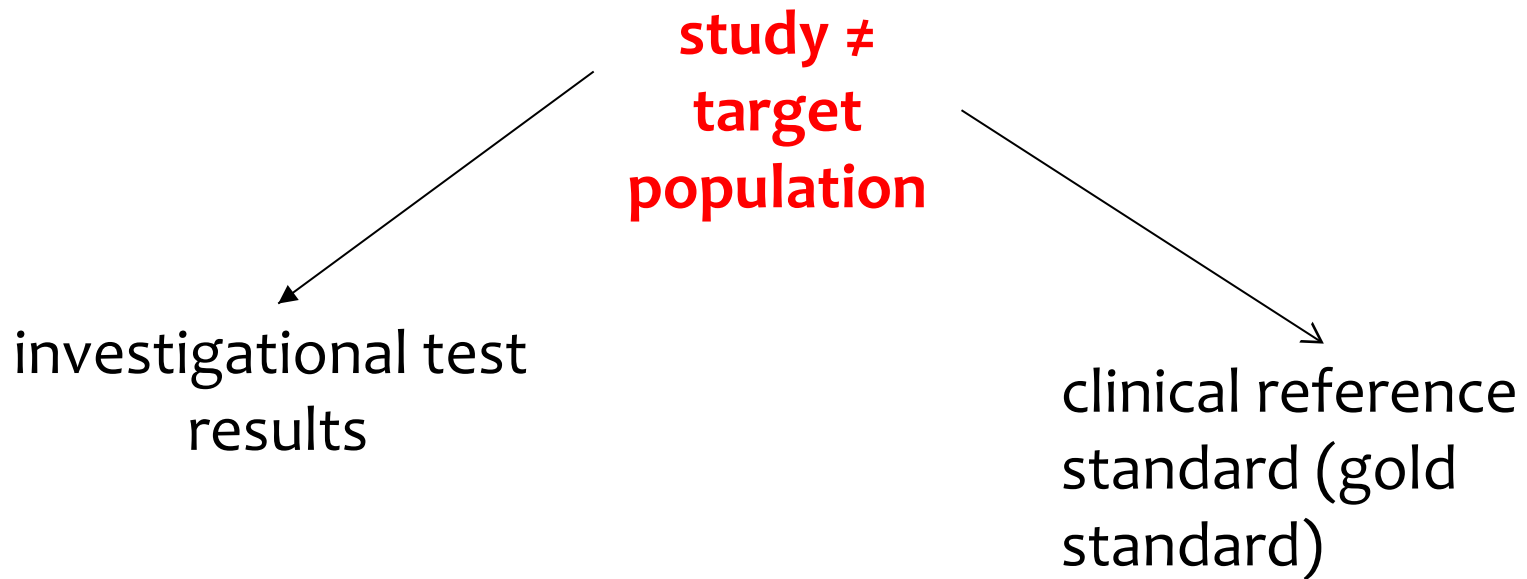 study ≠
target
population
investigational test
results
clinical reference
standard (gold
standard)